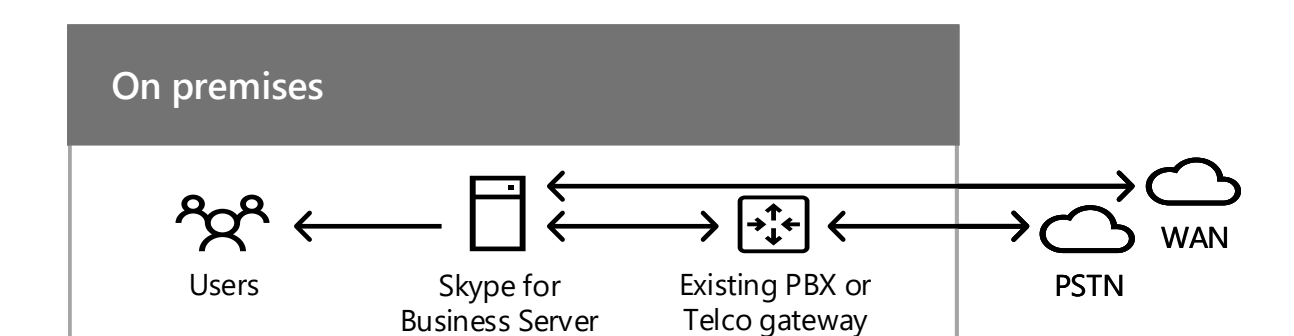 On premises
WAN
Users
Skype for
Business Server
Existing PBX or
Telco gateway
PSTN